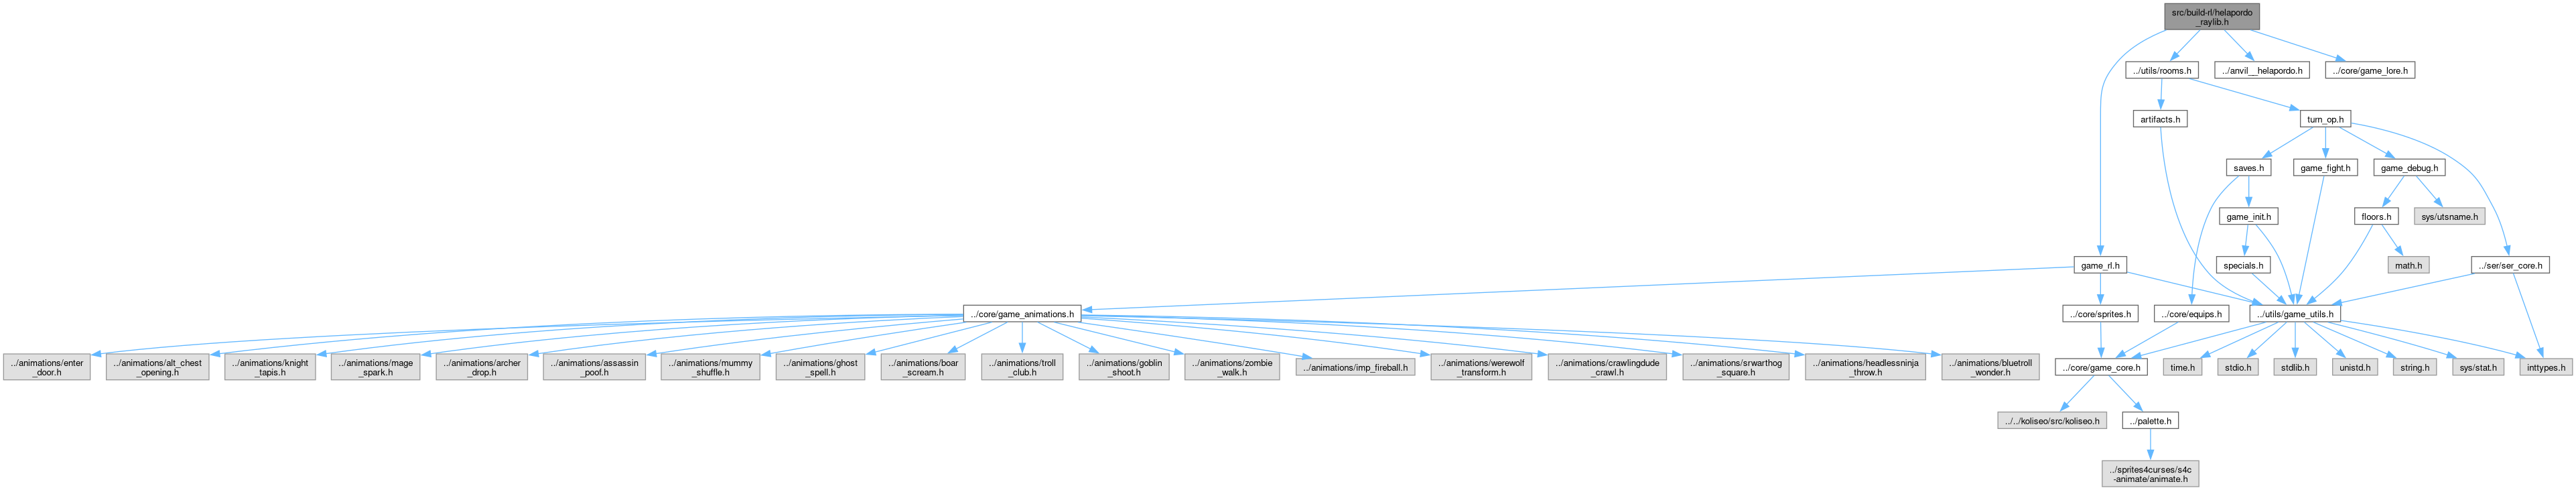 src/build-rl/helapordo
_raylib.h
../utils/rooms.h
../anvil__helapordo.h
../core/game_lore.h
artifacts.h
turn_op.h
saves.h
game_fight.h
game_debug.h
game_init.h
floors.h
sys/utsname.h
game_rl.h
specials.h
math.h
../ser/ser_core.h
../core/game_animations.h
../core/sprites.h
../core/equips.h
../utils/game_utils.h
../animations/enter
_door.h
../animations/alt_chest
_opening.h
../animations/knight
_tapis.h
../animations/mage
_spark.h
../animations/archer
_drop.h
../animations/assassin
_poof.h
../animations/mummy
_shuffle.h
../animations/ghost
_spell.h
../animations/boar
_scream.h
../animations/troll
_club.h
../animations/goblin
_shoot.h
../animations/zombie
_walk.h
../animations/imp_fireball.h
../animations/werewolf
_transform.h
../animations/crawlingdude
_crawl.h
../animations/srwarthog
_square.h
../animations/headlessninja
_throw.h
../animations/bluetroll
_wonder.h
../core/game_core.h
time.h
stdio.h
stdlib.h
unistd.h
string.h
sys/stat.h
inttypes.h
../../koliseo/src/koliseo.h
../palette.h
../sprites4curses/s4c
-animate/animate.h